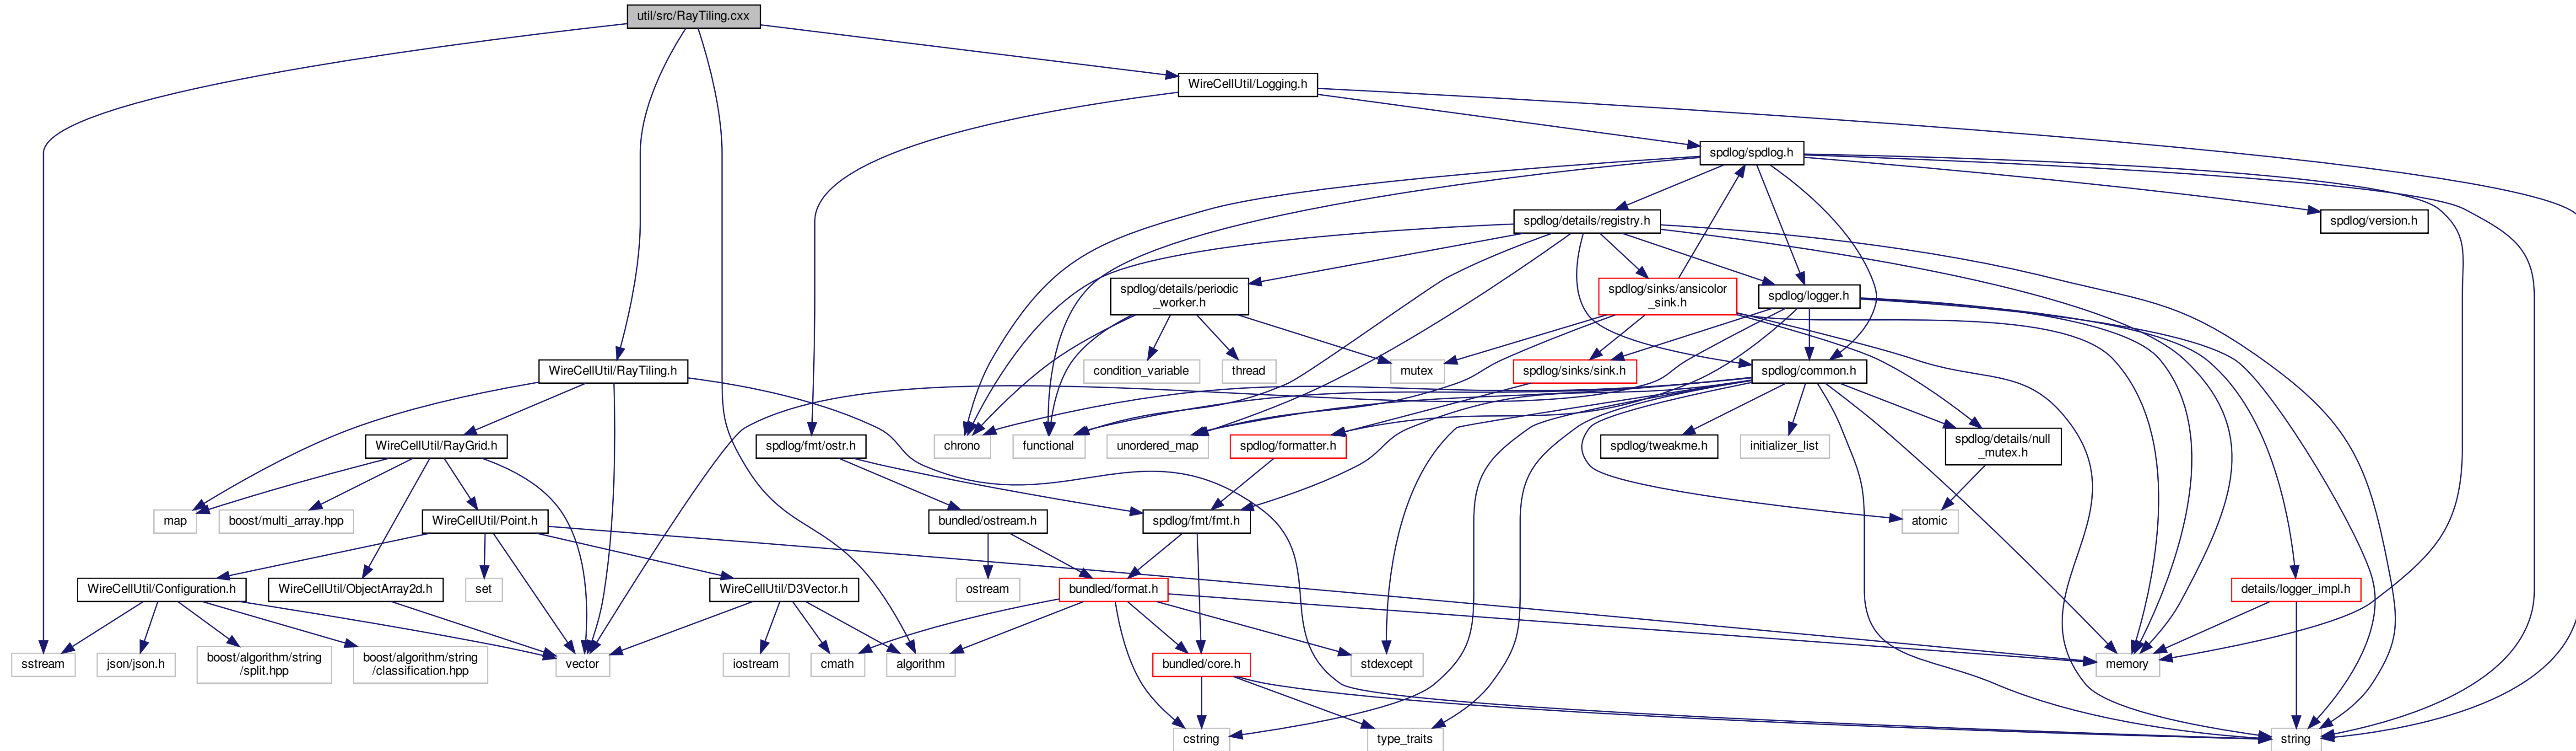 util/src/RayTiling.cxx
WireCellUtil/Logging.h
spdlog/spdlog.h
spdlog/details/registry.h
spdlog/version.h
spdlog/details/periodic
_worker.h
spdlog/sinks/ansicolor
_sink.h
spdlog/logger.h
WireCellUtil/RayTiling.h
condition_variable
thread
mutex
spdlog/sinks/sink.h
spdlog/common.h
WireCellUtil/RayGrid.h
spdlog/fmt/ostr.h
chrono
functional
unordered_map
spdlog/formatter.h
spdlog/tweakme.h
initializer_list
spdlog/details/null
_mutex.h
map
boost/multi_array.hpp
WireCellUtil/Point.h
bundled/ostream.h
spdlog/fmt/fmt.h
atomic
WireCellUtil/Configuration.h
WireCellUtil/ObjectArray2d.h
set
WireCellUtil/D3Vector.h
ostream
bundled/format.h
details/logger_impl.h
sstream
json/json.h
boost/algorithm/string
/split.hpp
boost/algorithm/string
/classification.hpp
vector
iostream
cmath
algorithm
bundled/core.h
stdexcept
memory
cstring
type_traits
string